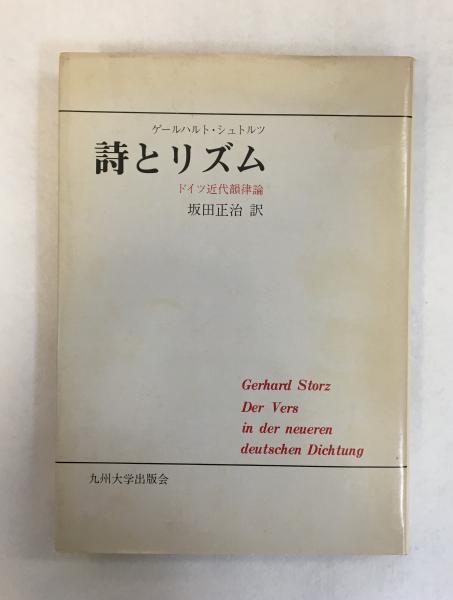 ゲールハルト・シュトルツ
詩とリズム
ドイツ近代韻律論
坂田正治 訳
Gerhard Storz
Der Vers
in der neueren
deutschen Dichtung
九州大学出版会